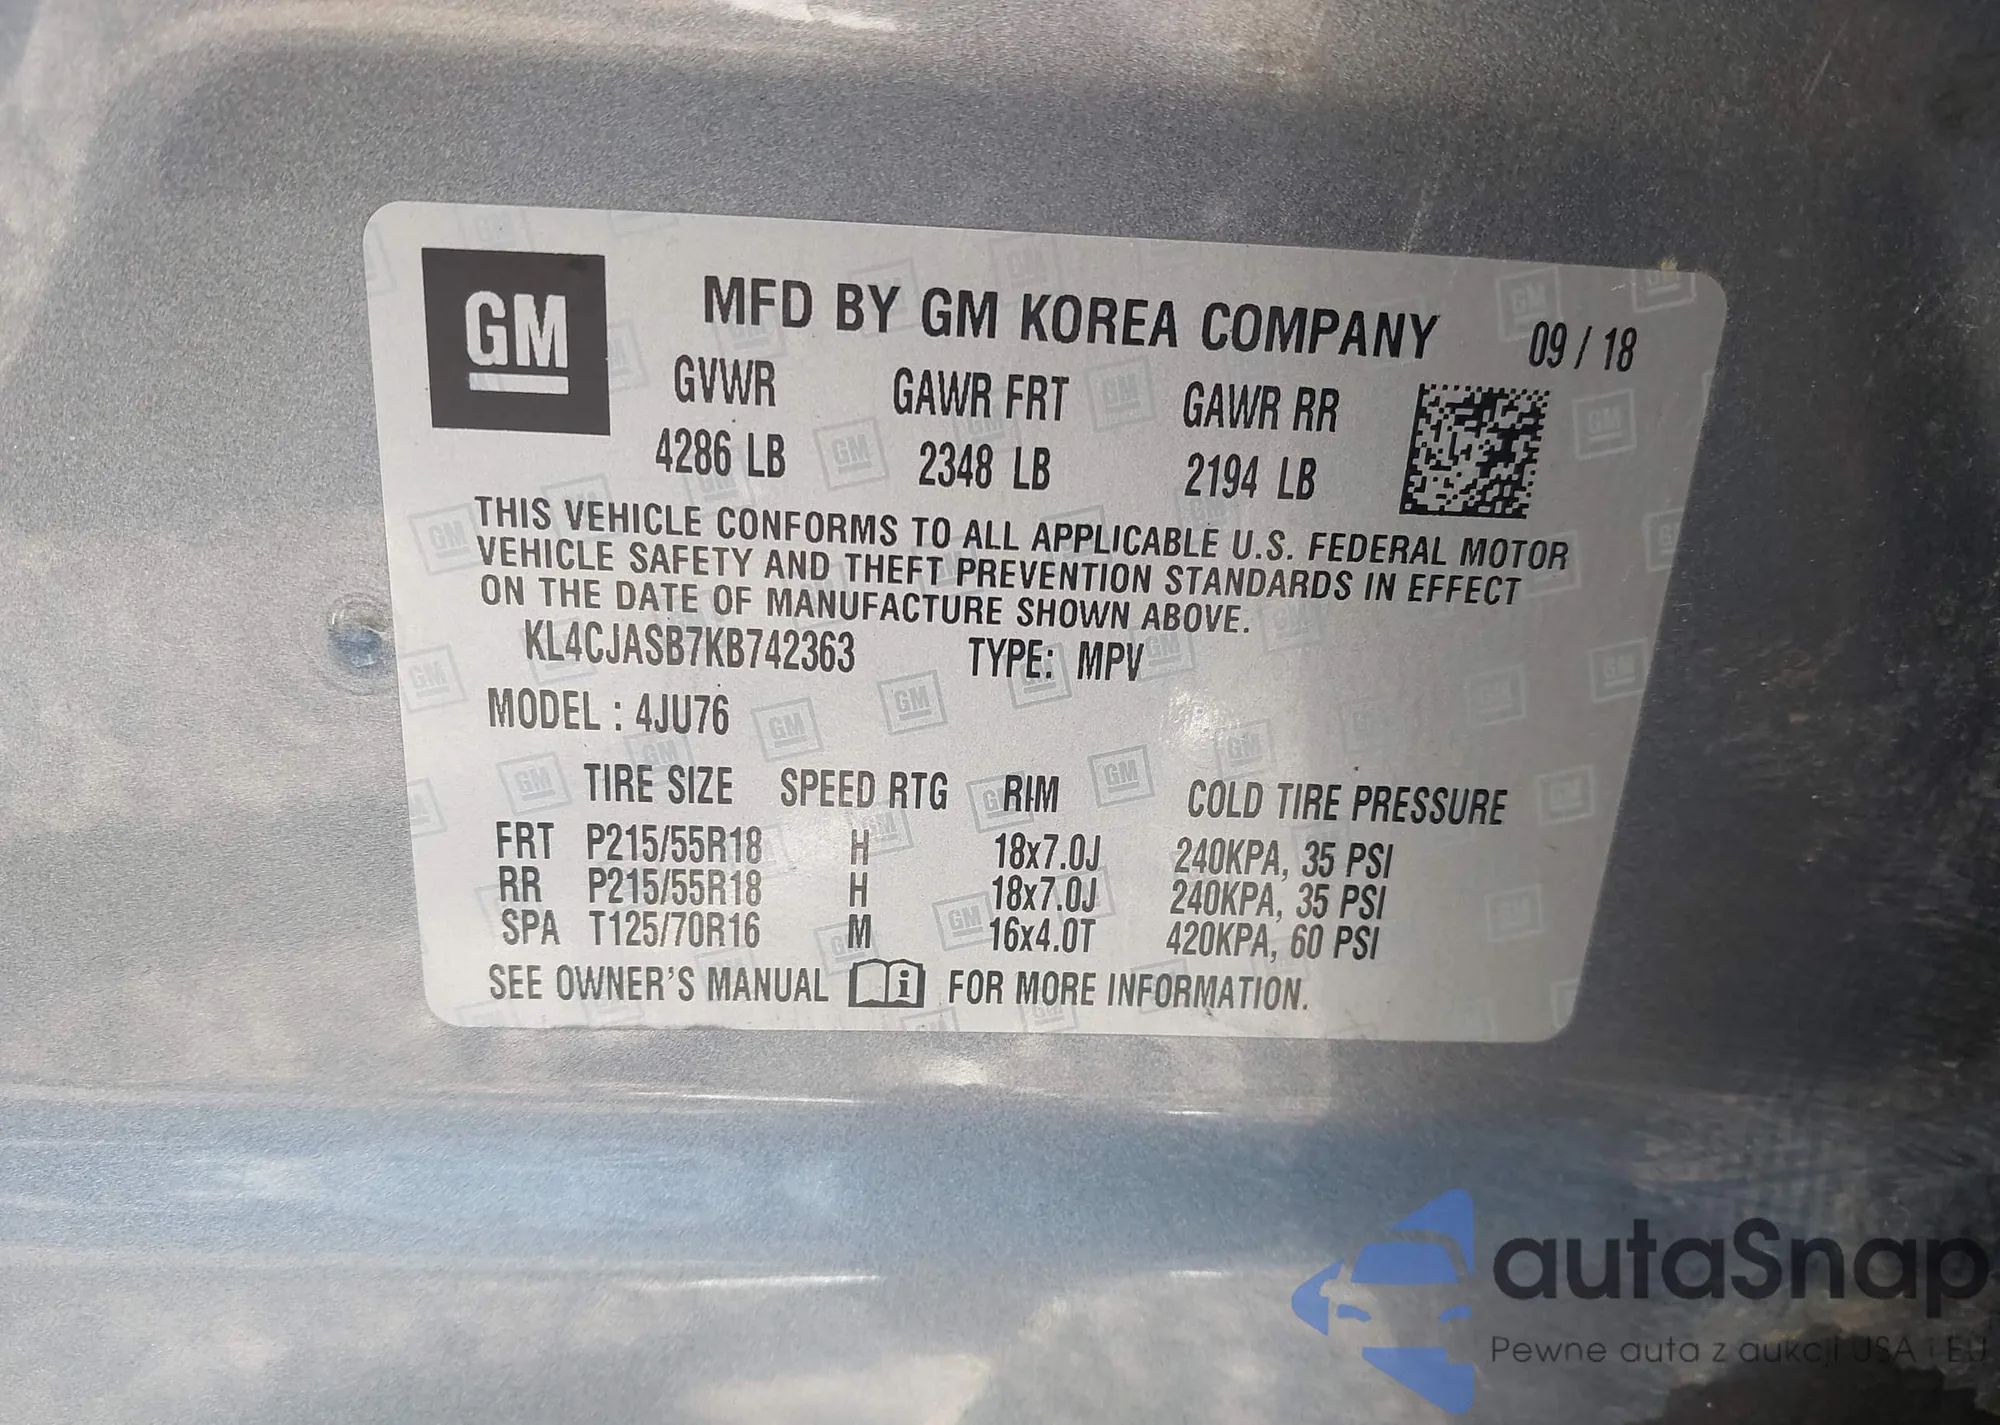 GM
MFD BY GM KOREA COMPANY 09 / 18
GVWR GAWR FRT GAWR RR
4286 LB 2348 LB 2194 LB
THIS VEHICLE CONFORMS TO ALL APPLICABLE U.S. FEDERAL MOTOR
VEHICLE SAFETY AND THEFT PREVENTION STANDARDS IN EFFECT
ON THE DATE OF MANUFACTURE SHOWN ABOVE.
KL4CJASB7KB742363 TYPE: MPV
MODEL : 4JU76
TIRE SIZE SPEED RTG RIM COLD TIRE PRESSURE
FRT P215/55R18 H 18x7.0J 240KPA, 35 PSI
RR P215/55R18 H 18x7.0J 240KPA, 35 PSI
SPA T125/70R16 M 16x4.0T 420KPA, 60 PSI
SEE OWNER'S MANUAL i FOR MORE INFORMATION.
autaSnap
Pewne auta z aukcji USA i EU